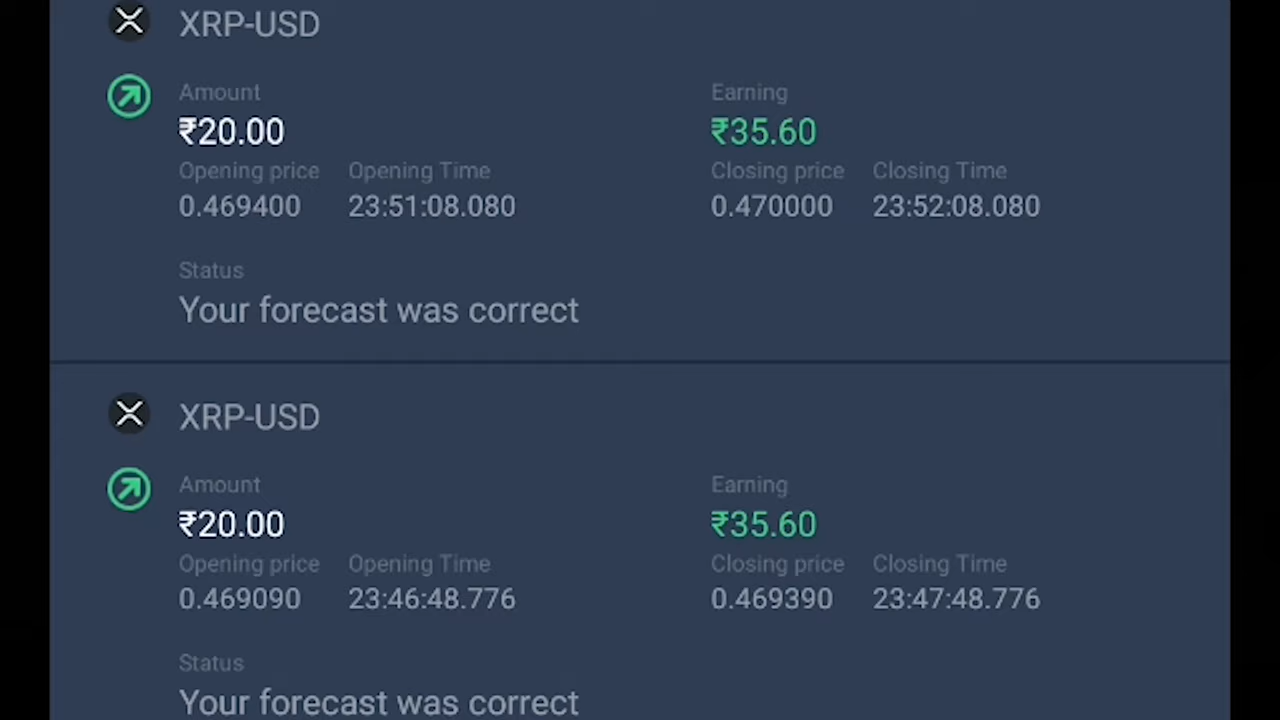 XRP-USD
Amount Earning
₹20.00 ₹35.60
Opening price Opening Time Closing price Closing Time
0.469400 23:51:08.080 0.470000 23:52:08.080
Status
Your forecast was correct
XRP-USD
Amount Earning
₹20.00 ₹35.60
Opening price Opening Time Closing price Closing Time
0.469090 23:46:48.776 0.469390 23:47:48.776
Status
Your forecast was correct